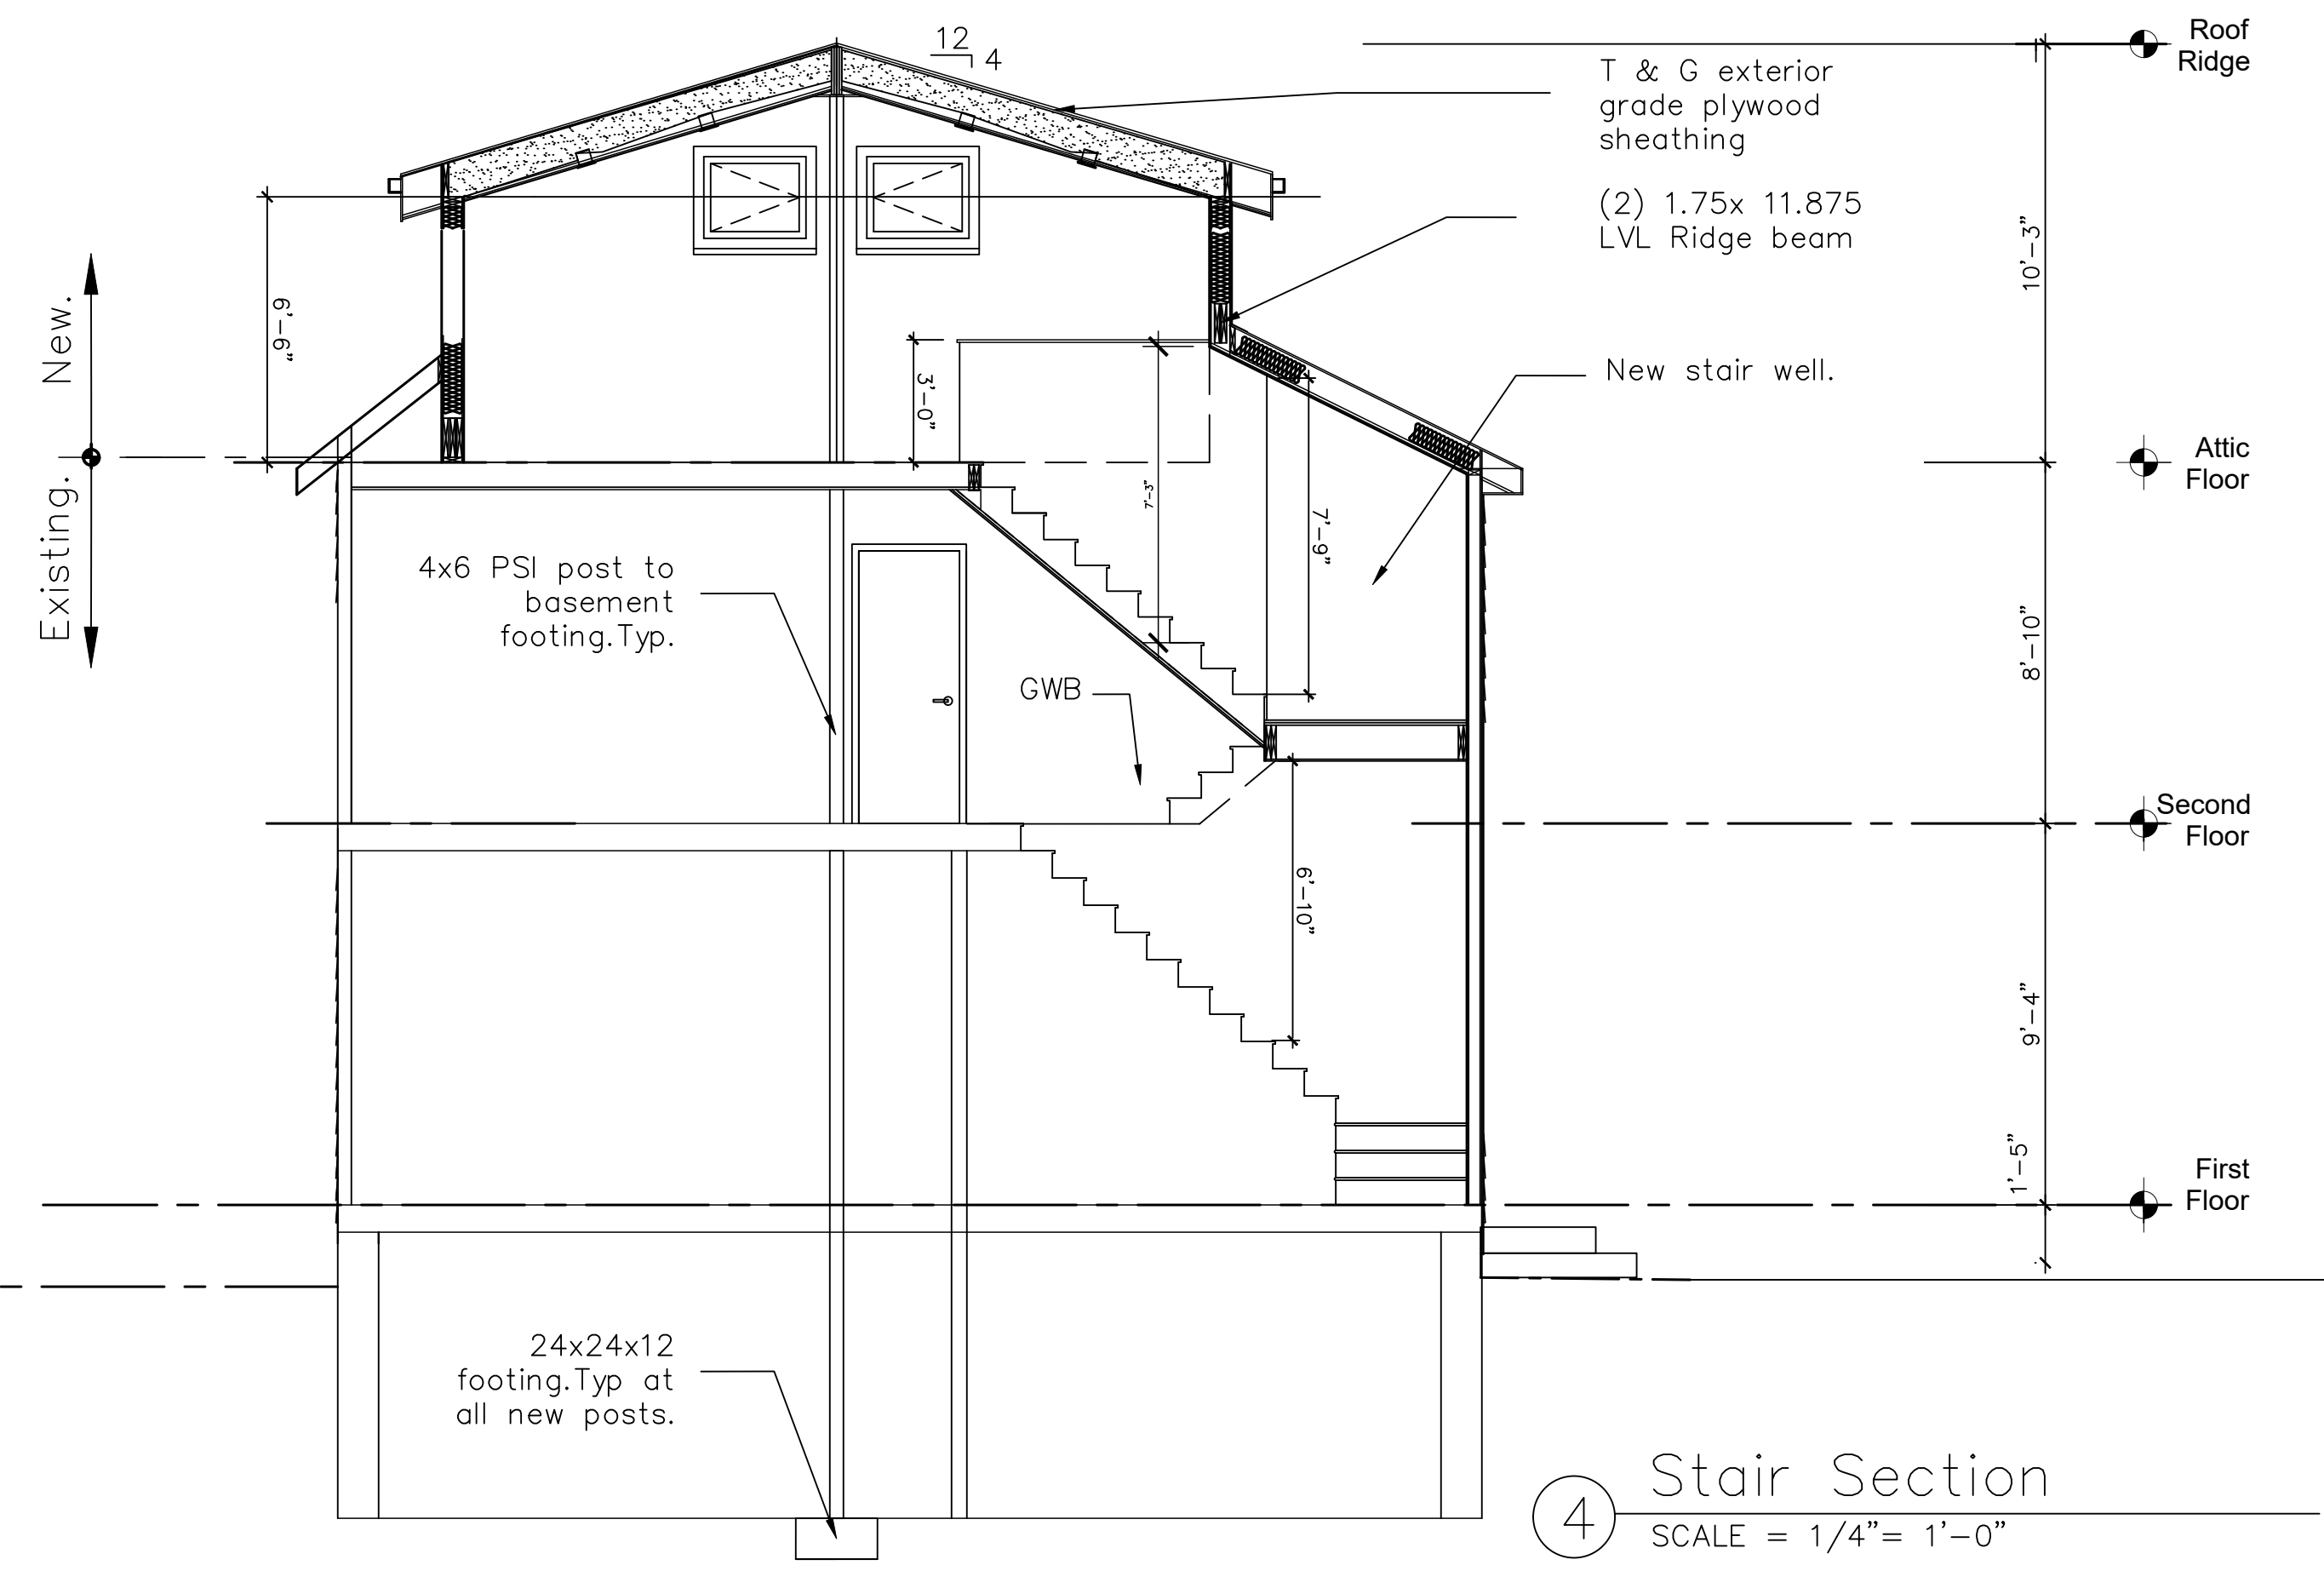 12
4
Roof
Ridge
T & G exterior
grade plywood
sheathing
(2) 1.75x 11.875
LVL Ridge beam
10'-3"
New.
6'-6"
3'-0"
New stair well.
Attic
Floor
Existing.
7'-3"
7'-9"
4x6 PSI post to
basement
footing.Typ.
8'-10"
GWB
Second
Floor
6'-10"
9'-4"
1'-5"
First
Floor
24x24x12
footing.Typ at
all new posts.
4
Stair Section
SCALE = 1/4"= 1'-0"